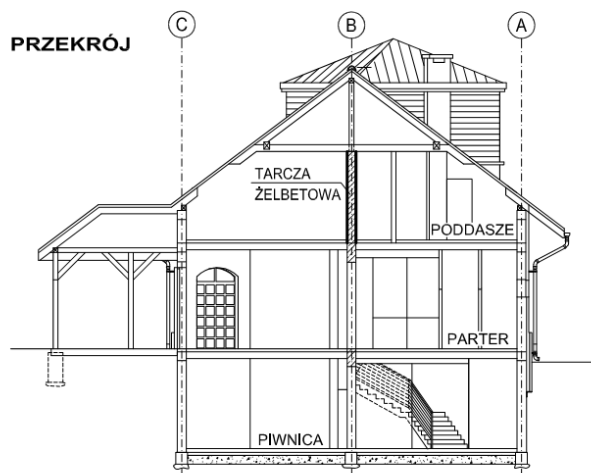 PRZEKRÓJ
C
B
A
TARCZA
ŻELBETOWA
PODDASZE
PARTER
PIWNICA